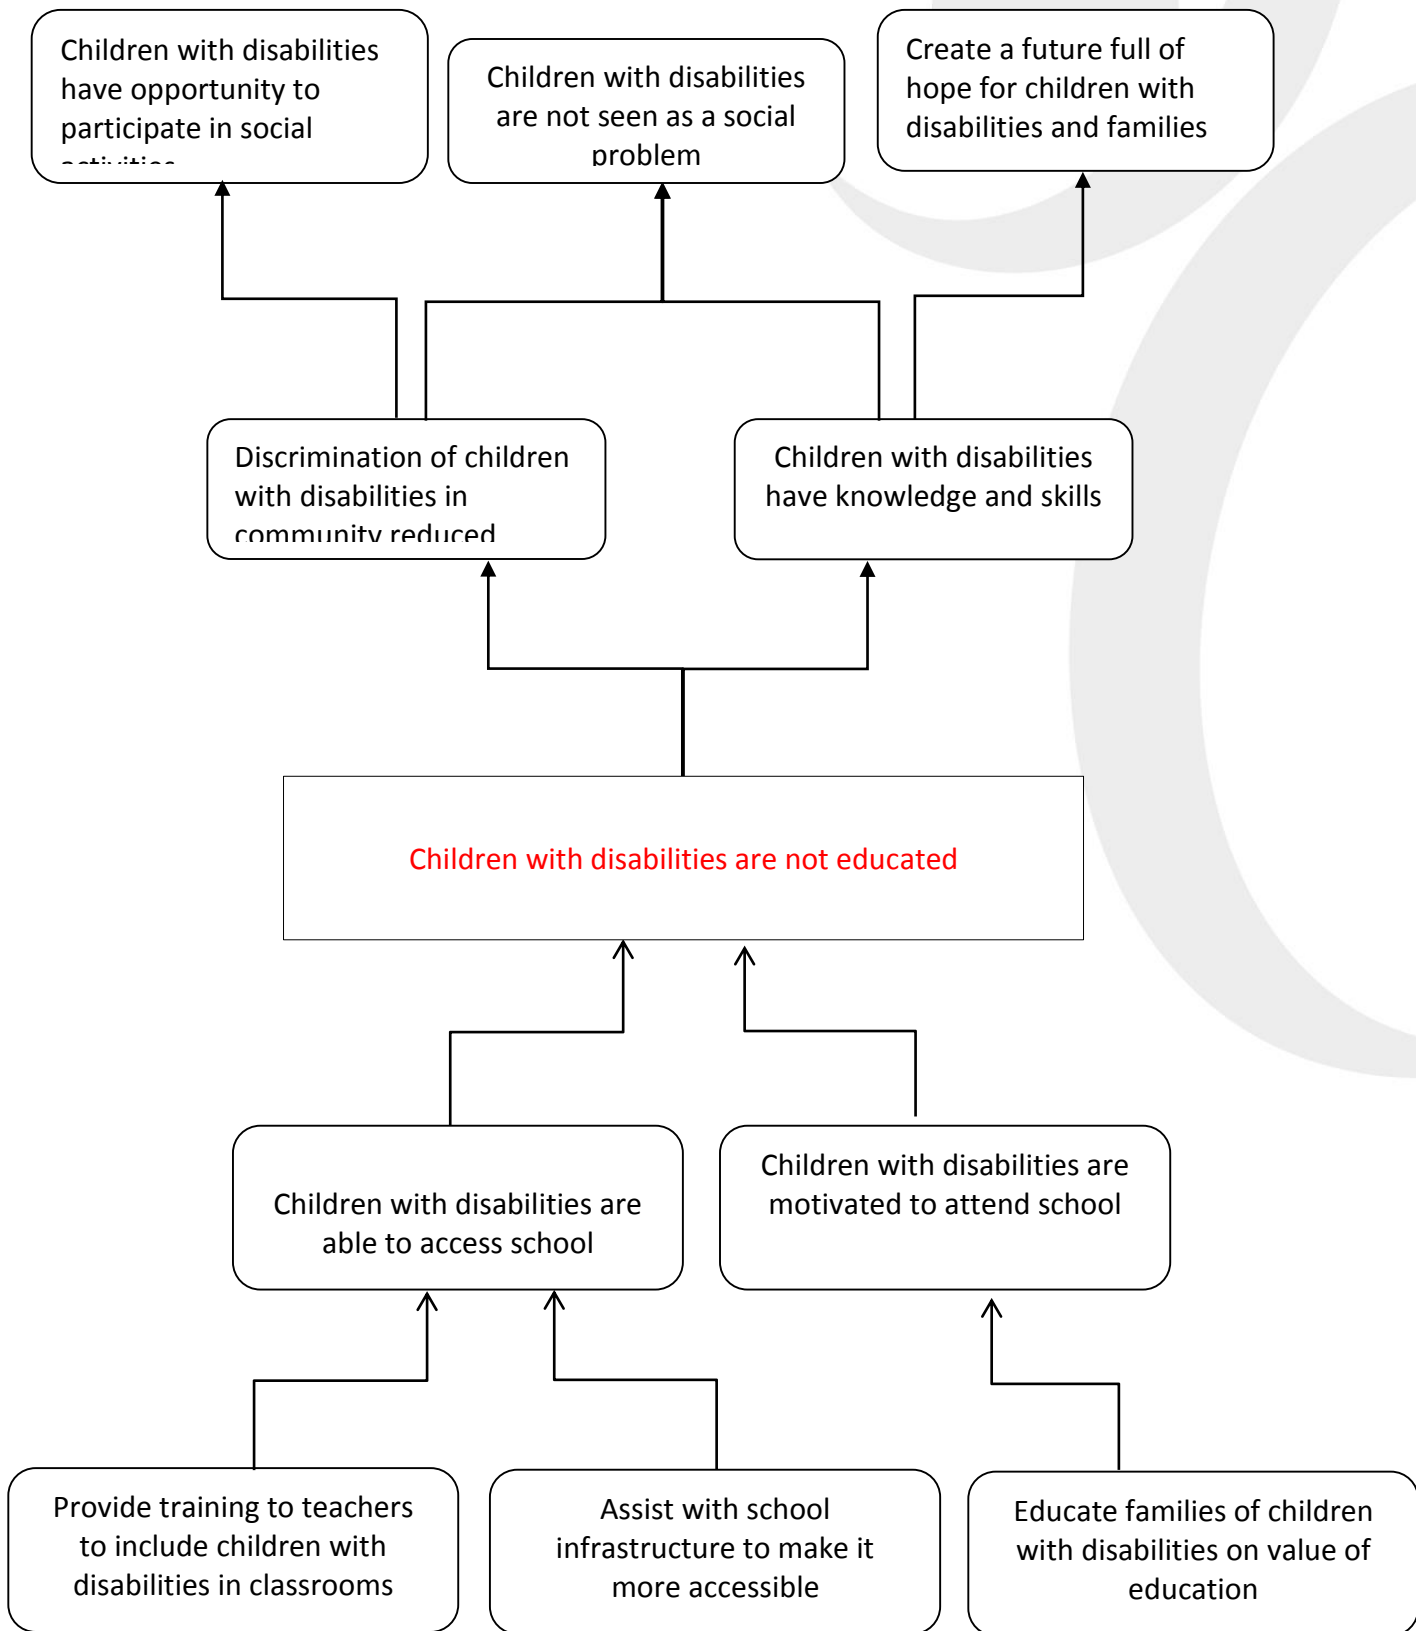 Children with disabilities
have opportunity to
participate in social
activities
Children with disabilities
are not seen as a social
problem
Create a future full of
hope for children with
disabilities and families
Discrimination of children
with disabilities in
community reduced
Children with disabilities
have knowledge and skills
Children with disabilities are not educated
Children with disabilities are
able to access school
Children with disabilities are
motivated to attend school
Provide training to teachers
to include children with
disabilities in classrooms
Assist with school
infrastructure to make it
more accessible
Educate families of children
with disabilities on value of
education